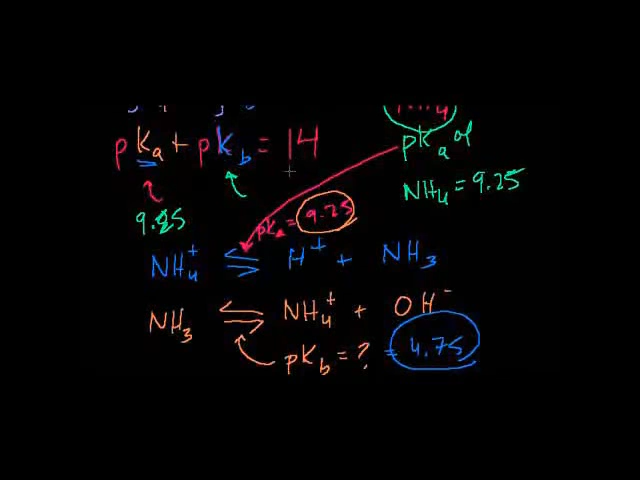 pKa + pKb = 14
pKa of
NH4 = 9.25
9.25
pKa = 9.25
NH4+ ⇌ H+ + NH3
NH3 ⇌ NH4+ + OH-
pKb = ? = 4.75